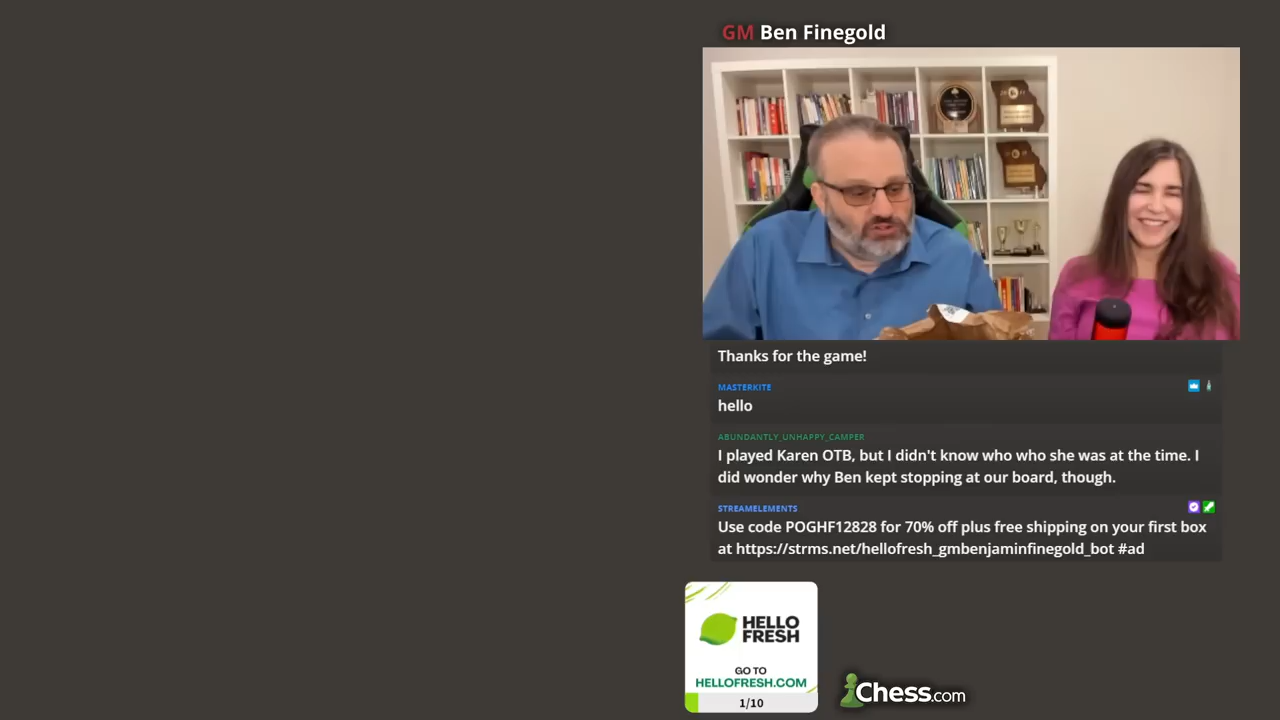 GM Ben Finegold
Thanks for the game!
MASTERKITE
hello
ABUNDANTLY_UNHAPPY_CAMPER
I played Karen OTB, but I didn't know who who she was at the time. I
did wonder why Ben kept stopping at our board, though.
STREAMELEMENTS
Use code POGHF12828 for 70% off plus free shipping on your first box
at https://strms.net/hellofresh_gmbenjaminfinegold_bot #ad
HELLO
FRESH
GO TO
HELLOFRESH.COM
1/10
Chess.com